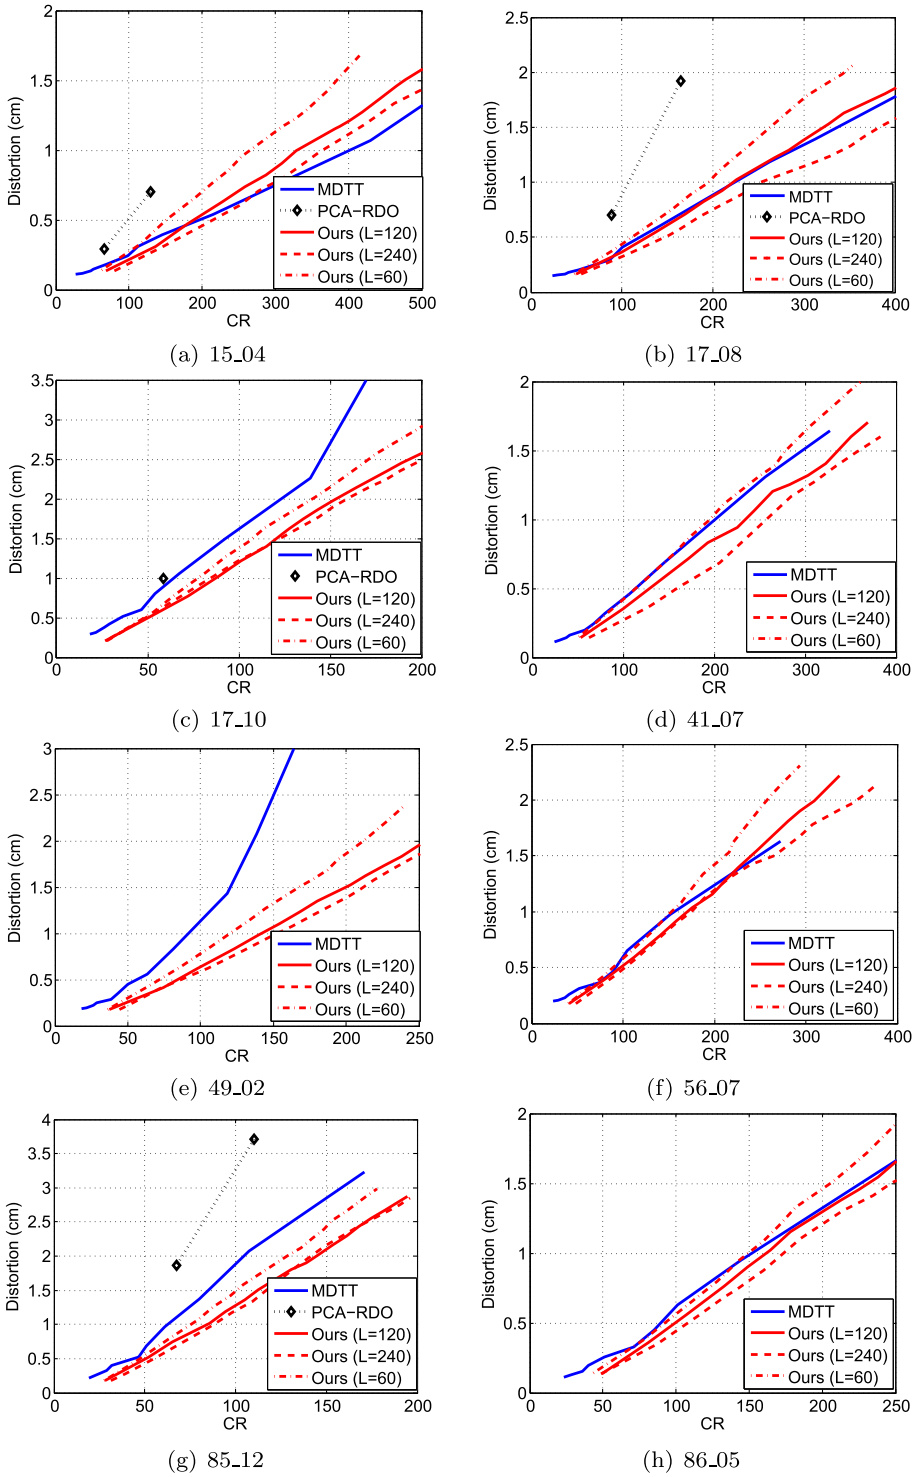 2
1.5
1
0.5
0
Distortion (cm)
0 100 200 300 400 500
CR
MDTT
PCA−RDO
Ours (L=120)
Ours (L=240)
Ours (L=60)
(a) 15_04
2.5
2
1.5
1
0.5
0
Distortion (cm)
0 100 200 300 400
CR
MDTT
PCA−RDO
Ours (L=120)
Ours (L=240)
Ours (L=60)
(b) 17_08
3.5
3
2.5
2
1.5
1
0.5
0
Distortion (cm)
0 50 100 150 200
CR
MDTT
PCA−RDO
Ours (L=120)
Ours (L=240)
Ours (L=60)
(c) 17_10
2
1.5
1
0.5
0
Distortion (cm)
0 100 200 300 400
CR
MDTT
Ours (L=120)
Ours (L=240)
Ours (L=60)
(d) 41_07
3
2.5
2
1.5
1
0.5
0
Distortion (cm)
0 50 100 150 200 250
CR
MDTT
Ours (L=120)
Ours (L=240)
Ours (L=60)
(e) 49_02
2.5
2
1.5
1
0.5
0
Distortion (cm)
0 100 200 300 400
CR
MDTT
Ours (L=120)
Ours (L=240)
Ours (L=60)
(f) 56_07
4
3.5
3
2.5
2
1.5
1
0.5
0
Distortion (cm)
0 50 100 150 200
CR
MDTT
PCA−RDO
Ours (L=120)
Ours (L=240)
Ours (L=60)
(g) 85_12
2
1.5
1
0.5
0
Distortion (cm)
0 50 100 150 200 250
CR
MDTT
Ours (L=120)
Ours (L=240)
Ours (L=60)
(h) 86_05